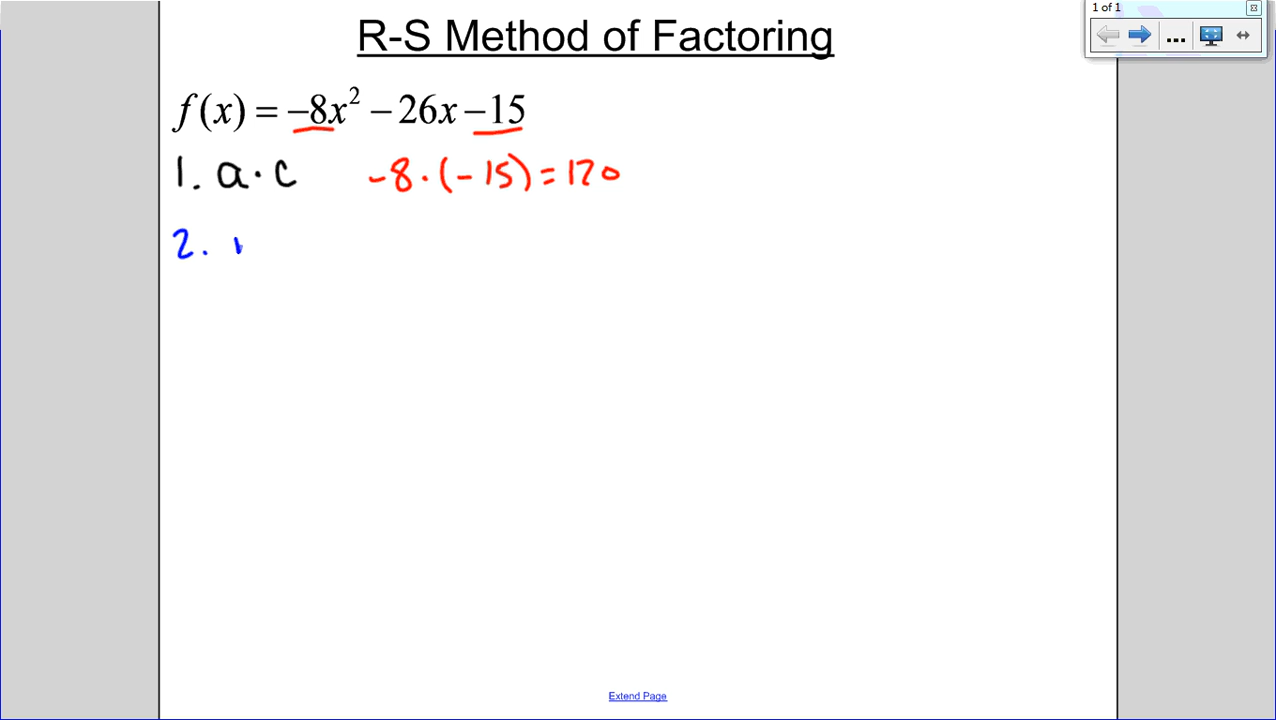 1 of 1
R-S Method of Factoring
f(x) = −8x² − 26x − 15
1. a · c -8 · (-15) = 120
2.
Extend Page